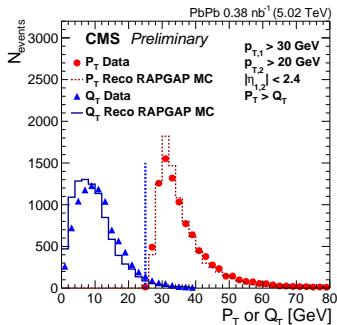 PbPb 0.38 nb⁻¹ (5.02 TeV)
CMS Preliminary
P_T Data
P_T Reco RAPGAP MC
Q_T Data
Q_T Reco RAPGAP MC
p_T,1 > 30 GeV
p_T,2 > 20 GeV
|η_1,2| < 2.4
P_T > Q_T
N_events
3000
2500
2000
1500
1000
500
0
0 10 20 30 40 50 60 70 80
P_T or Q_T [GeV]